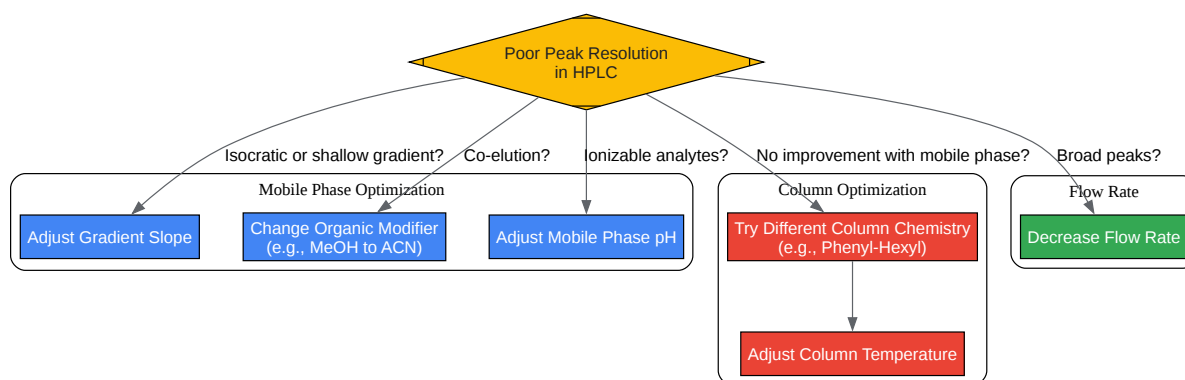 Poor Peak Resolution
in HPLC
Isocratic or shallow gradient?
Co-elution?
Ionizable analytes?
No improvement with mobile phase?
Broad peaks?
Mobile Phase Optimization
Column Optimization
Flow Rate
Adjust Gradient Slope
Change Organic Modifier
(e.g., MeOH to ACN)
Adjust Mobile Phase pH
Try Different Column Chemistry
(e.g., Phenyl-Hexyl)
Decrease Flow Rate
Adjust Column Temperature